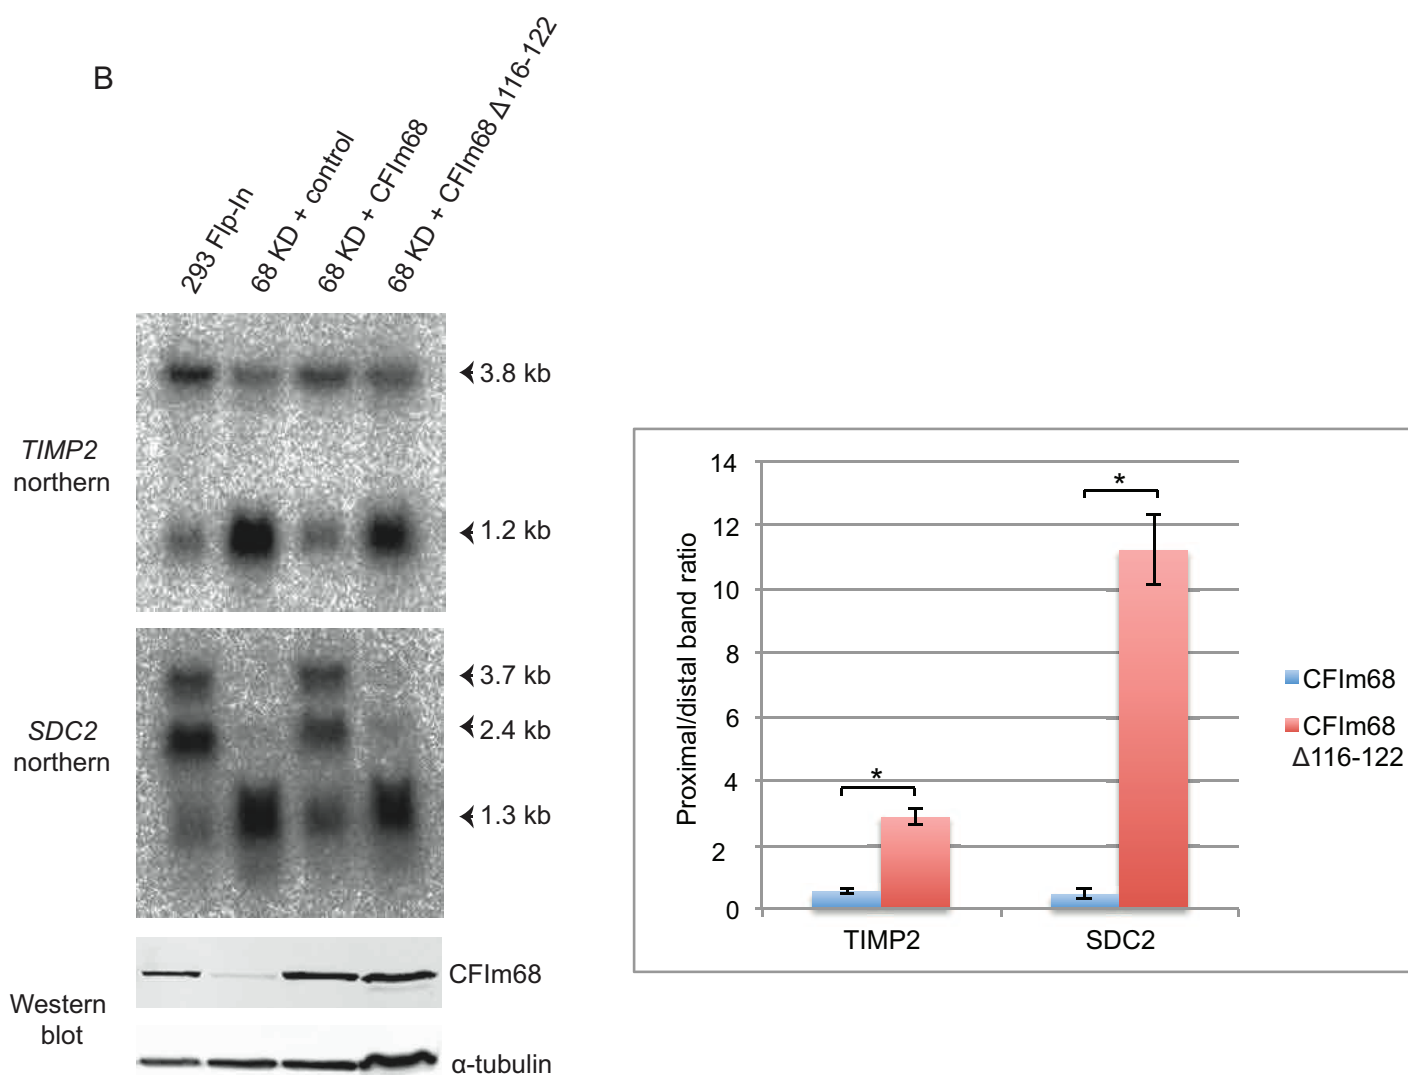 B
293 Flp-In
68 KD + control
68 KD + CFIm68
68 KD + CFIm68 Δ116-122
TIMP2
northern
3.8 kb
1.2 kb
SDC2
northern
3.7 kb
2.4 kb
1.3 kb
Western
blot
CFIm68
α-tubulin
Proximal/distal band ratio
14
12
10
8
6
4
2
0
*
*
TIMP2
SDC2
CFIm68
CFIm68
Δ116-122